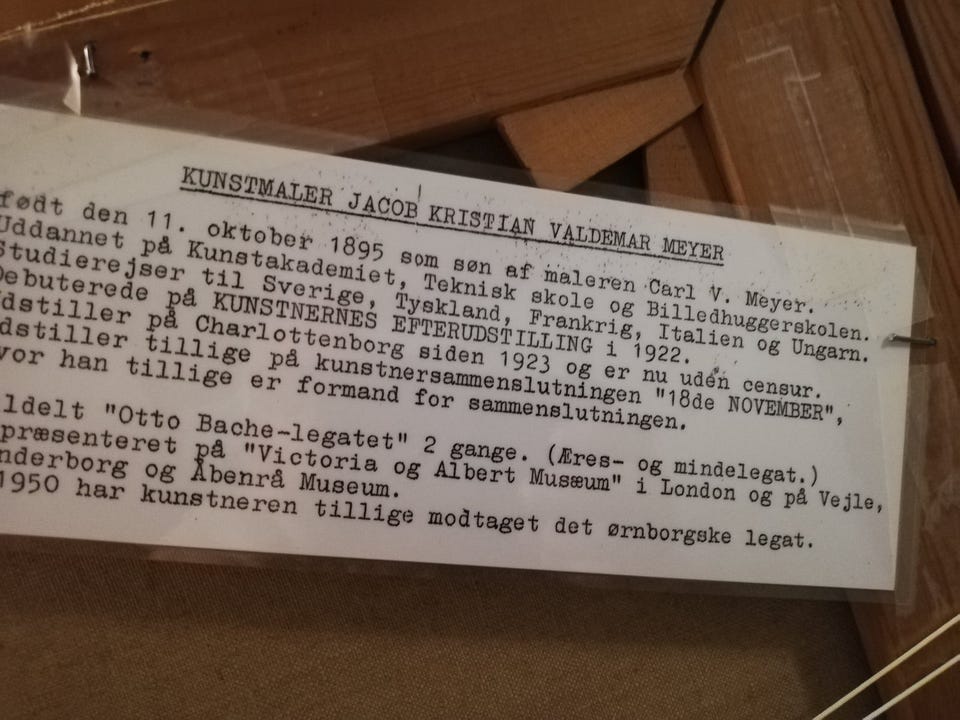 KUNSTMALER JACOB KRISTIAN VALDEMAR MEYER
født den 11. oktober 1895 som søn af maleren Carl V. Meyer.
Uddannet på Kunstakademiet, Teknisk skole og Billedhuggerskolen.
Studierejser til Sverige, Tyskland, Frankrig, Italien og Ungarn.
Debuterede på KUNSTNERNES EFTERUDSTILLING i 1922.
dstiller på Charlottenborg siden 1923 og er nu uden censur.
dstiller tillige på kunstnersammenslutningen "18de NOVEMBER",
vor han tillige er formand for sammenslutningen.
ldelt "Otto Bache-legatet" 2 gange. (Æres- og mindelegat.)
præsenteret på "Victoria og Albert Musæum" i London og på Vejle,
nderborg og Åbenrå Museum.
1950 har kunstneren tillige modtaget det ørnborgske legat.